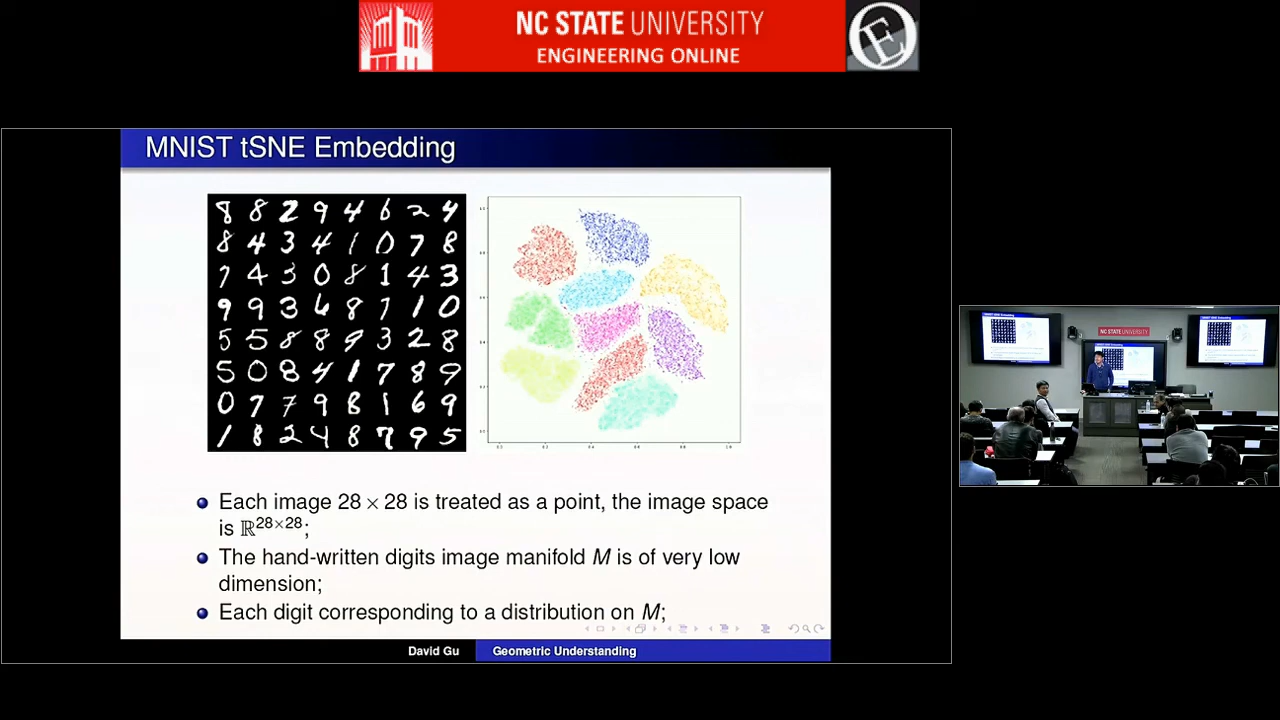 NC STATE UNIVERSITY
ENGINEERING ONLINE
MNIST tSNE Embedding
8 8 2 9 4 6 2 4
8 4 3 4 1 0 7 8
7 4 3 0 8 1 4 3
9 9 3 6 8 7 1 0
5 5 8 8 9 3 2 8
5 0 8 4 1 7 8 9
0 7 7 9 8 1 6 9
1 8 2 4 8 7 9 5
Each image 28 × 28 is treated as a point, the image space
is ℝ²⁸ˣ²⁸;
The hand-written digits image manifold M is of very low
dimension;
Each digit corresponding to a distribution on M;
David Gu
Geometric Understanding
NC STATE UNIVERSITY